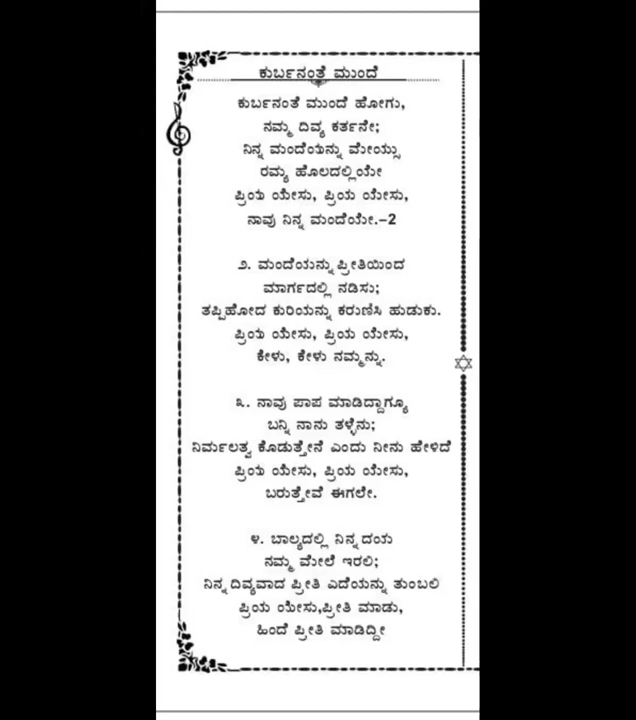 ಕುರ್ಬನಂತೆ ಮುಂದೆ
ಕುರ್ಬನಂತೆ ಮುಂದೆ ಹೋಗು,
ನಮ್ಮ ದಿವ್ಯ ಕರ್ತನೇ;
ನಿನ್ನ ಮಂದೆಯನ್ನು ಮೇಯ್ಸು
ರಮ್ಯ ಹೊಲದಲ್ಲಿಯೇ
ಪ್ರಿಯ ಯೇಸು, ಪ್ರಿಯ ಯೇಸು,
ನಾವು ನಿನ್ನ ಮಂದೆಯೇ.–2
೨. ಮಂದೆಯನ್ನು ಪ್ರೀತಿಯಿಂದ
ಮಾರ್ಗದಲ್ಲಿ ನಡಿಸು;
ತಪ್ಪಿಹೋದ ಕುರಿಯನ್ನು ಕರುಣಿಸಿ ಹುಡುಕು.
ಪ್ರಿಯ ಯೇಸು, ಪ್ರಿಯ ಯೇಸು,
ಕೇಳು, ಕೇಳು ನಮ್ಮನ್ನು.
೩. ನಾವು ಪಾಪ ಮಾಡಿದ್ದಾಗ್ಯೂ
ಬನ್ನಿ ನಾನು ತಳ್ಳೆನು;
ನಿರ್ಮಲತ್ವ ಕೊಡುತ್ತೇನೆ ಎಂದು ನೀನು ಹೇಳಿದೆ
ಪ್ರಿಯ ಯೇಸು, ಪ್ರಿಯ ಯೇಸು,
ಬರುತ್ತೇವೆ ಈಗಲೇ.
೪. ಬಾಲ್ಯದಲ್ಲಿ ನಿನ್ನ ದಯ
ನಮ್ಮ ಮೇಲೆ ಇರಲಿ;
ನಿನ್ನ ದಿವ್ಯವಾದ ಪ್ರೀತಿ ಎದೆಯನ್ನು ತುಂಬಲಿ
ಪ್ರಿಯ ಯೇಸು,ಪ್ರೀತಿ ಮಾಡು,
ಹಿಂದೆ ಪ್ರೀತಿ ಮಾಡಿದ್ದೀ